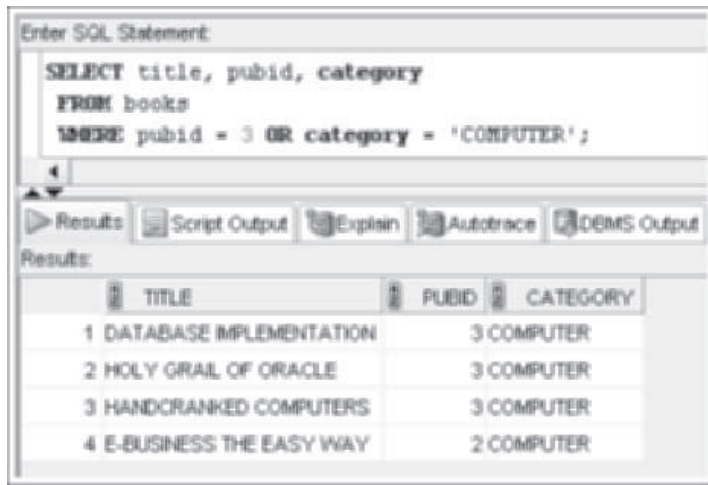 Enter SQL Statement:
SELECT title, pubid, category
FROM books
WHERE pubid = 3 OR category = 'COMPUTER';
Results Script Output Explain Autotrace DBMS Output
Results:
TITLE PUBID CATEGORY
1 DATABASE IMPLEMENTATION 3 COMPUTER
2 HOLY GRAIL OF ORACLE 3 COMPUTER
3 HANDCRANKED COMPUTERS 3 COMPUTER
4 E-BUSINESS THE EASY WAY 2 COMPUTER